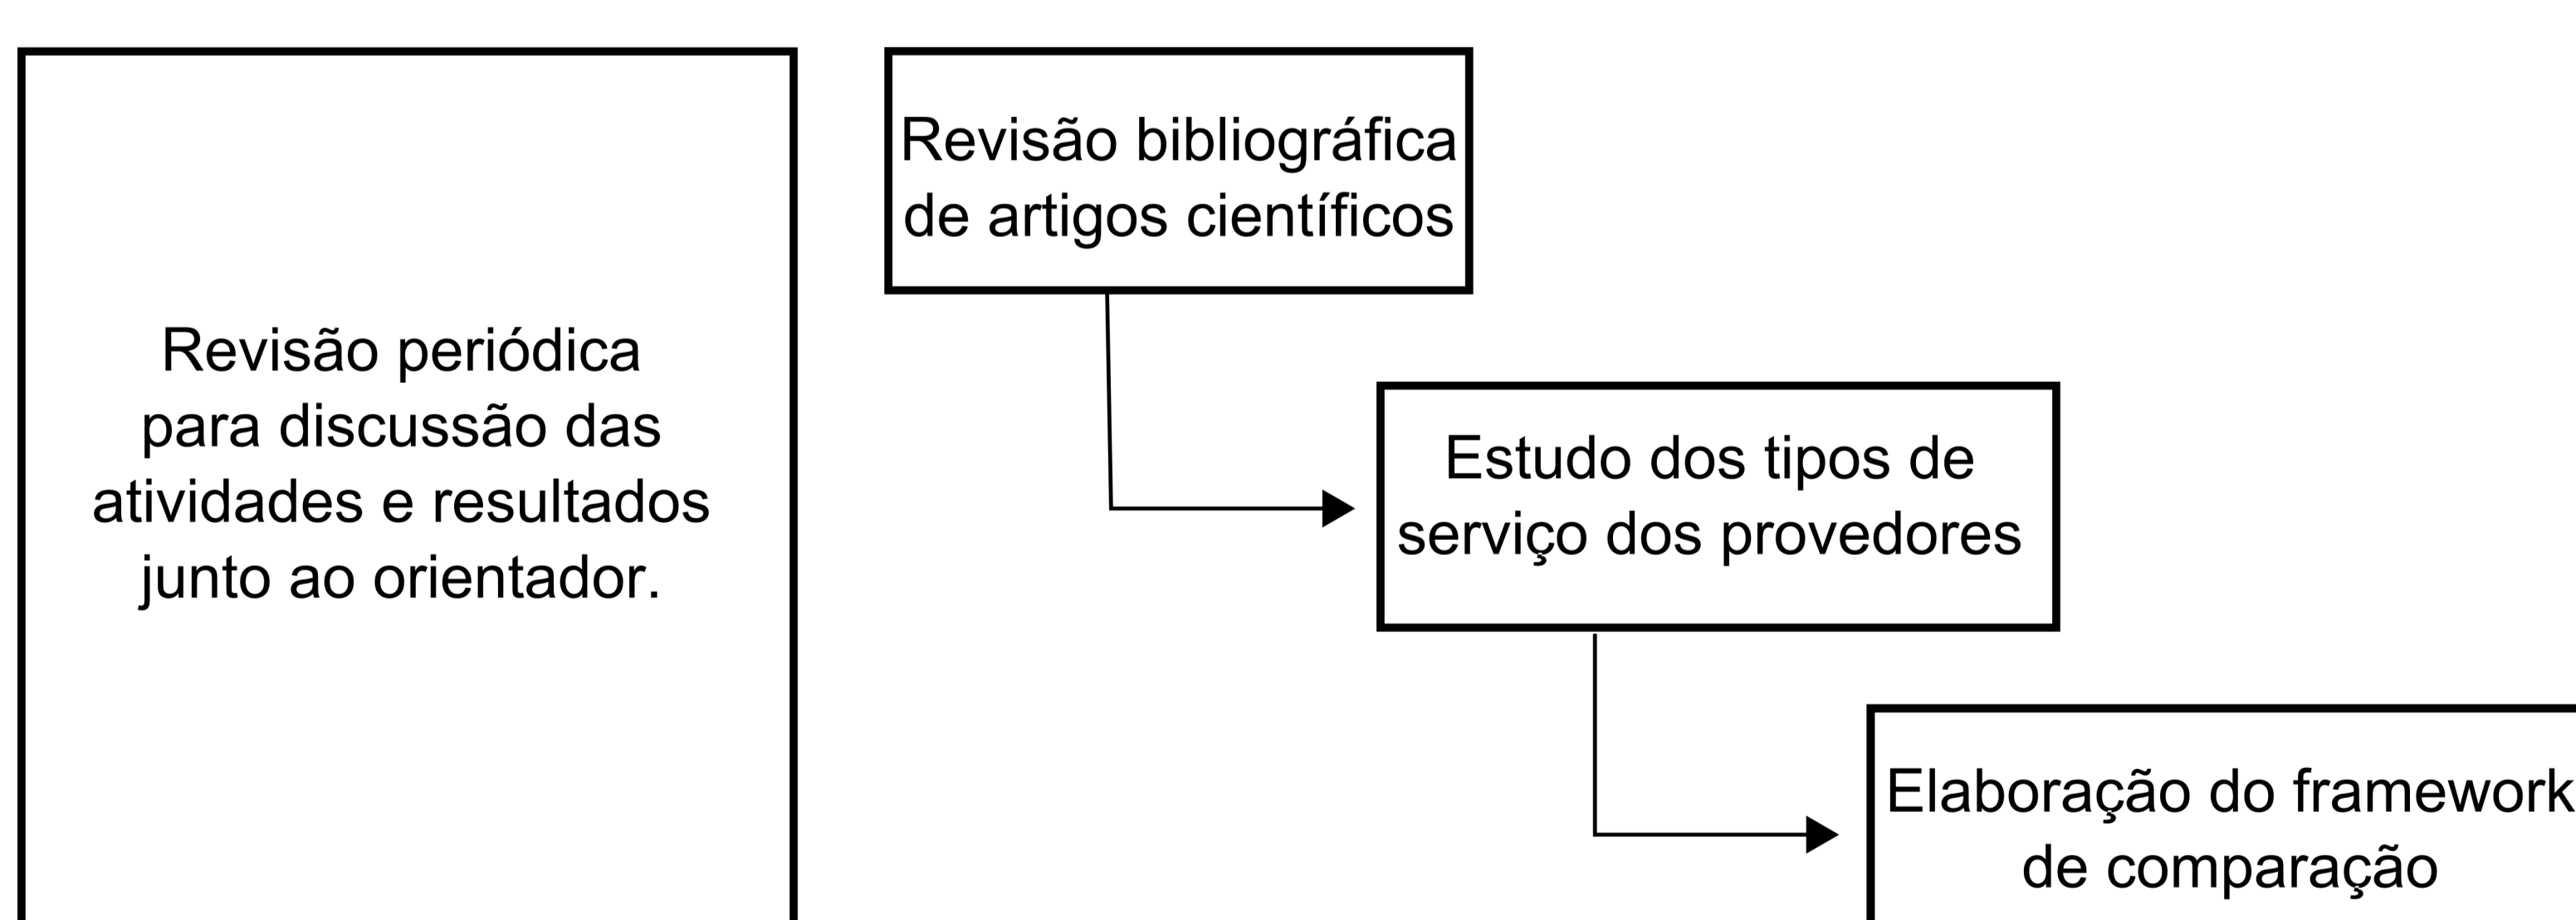 Revisão periódica
para discussão das
atividades e resultados
junto ao orientador.
Revisão bibliográfica
de artigos científicos
Estudo dos tipos de
serviço dos provedores
Elaboração do framework
de comparação